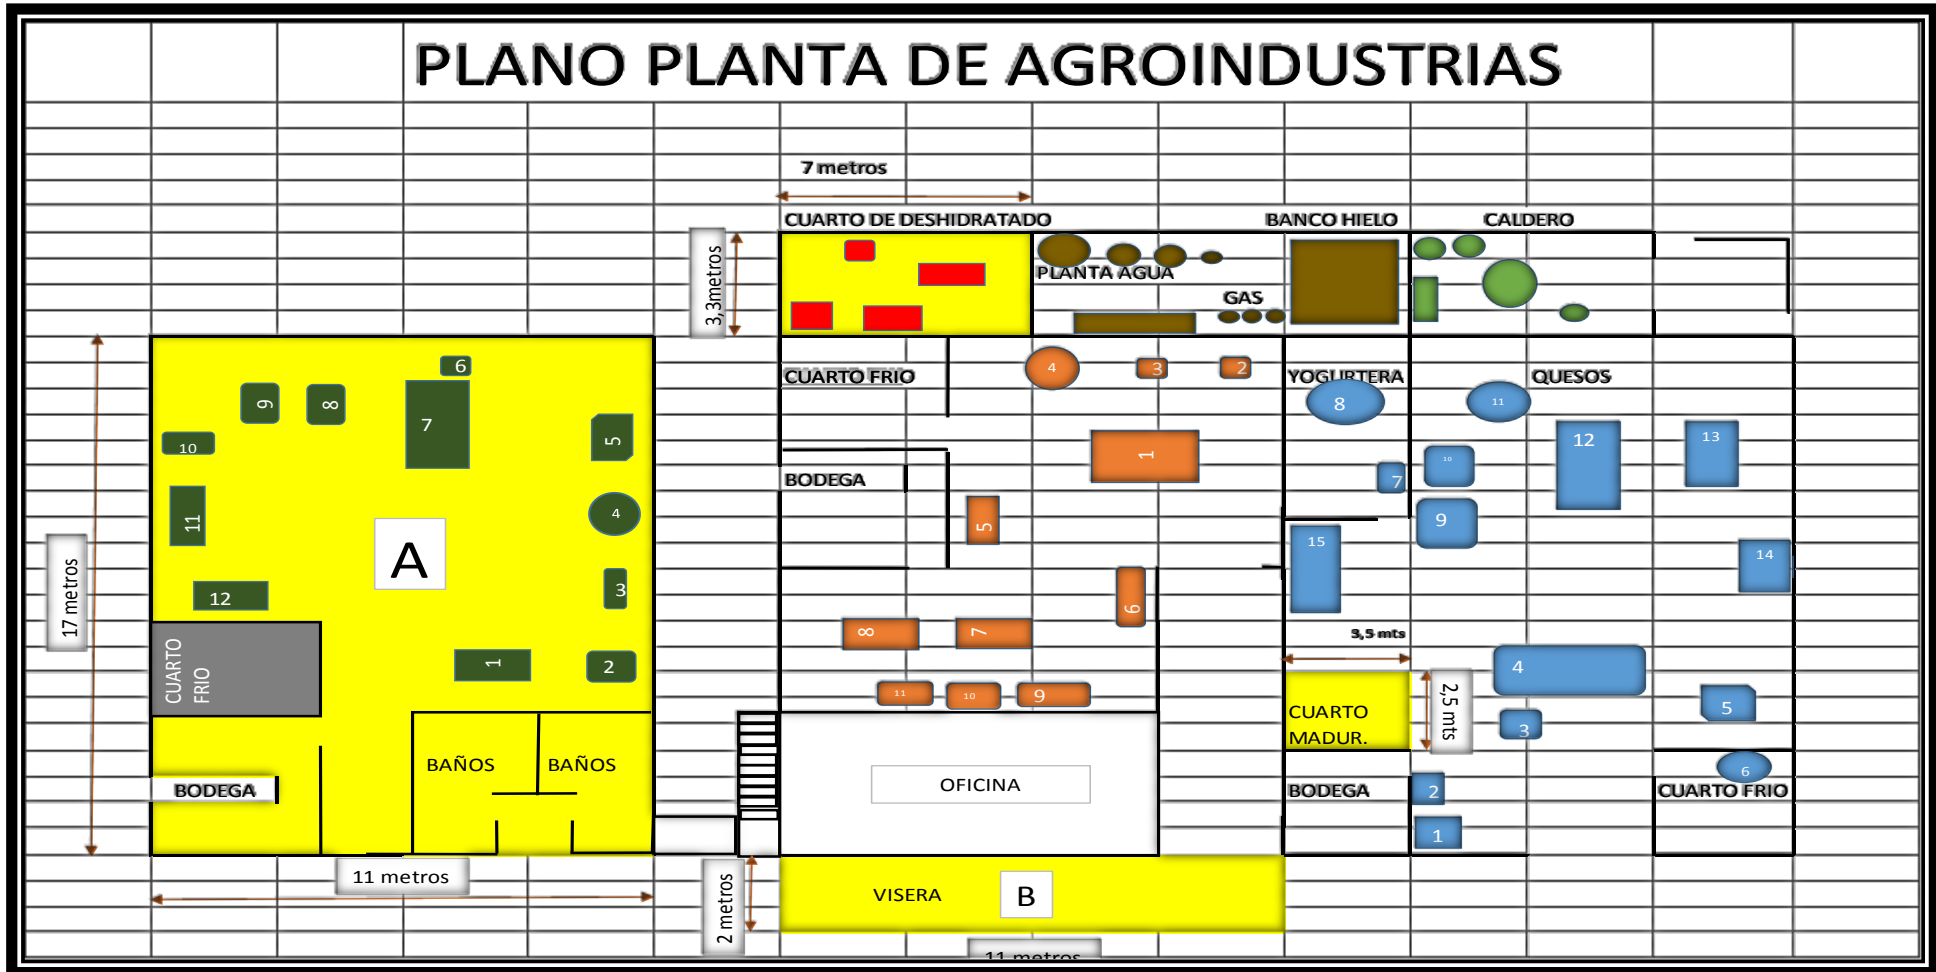 PLANO PLANTA DE AGROINDUSTRIAS
7 metros
CUARTO DE DESHIDRATADO
BANCO HIELO
CALDERO
3,3metros
PLANTA AGUA
GAS
CUARTO FRIO
4
3
2
YOGURTERA
QUESOS
8
11
12
13
1
10
7
9
BODEGA
5
15
14
6
8
7
3,5 mts
4
11
10
9
CUARTO
MADUR.
2,5 mts
5
3
OFICINA
BODEGA
2
1
6
CUARTO FRIO
6
9
8
7
5
10
11
4
A
3
12
17 metros
CUARTO
FRIO
1
2
BAÑOS
BAÑOS
BODEGA
11 metros
2 metros
VISERA
B
11 metros